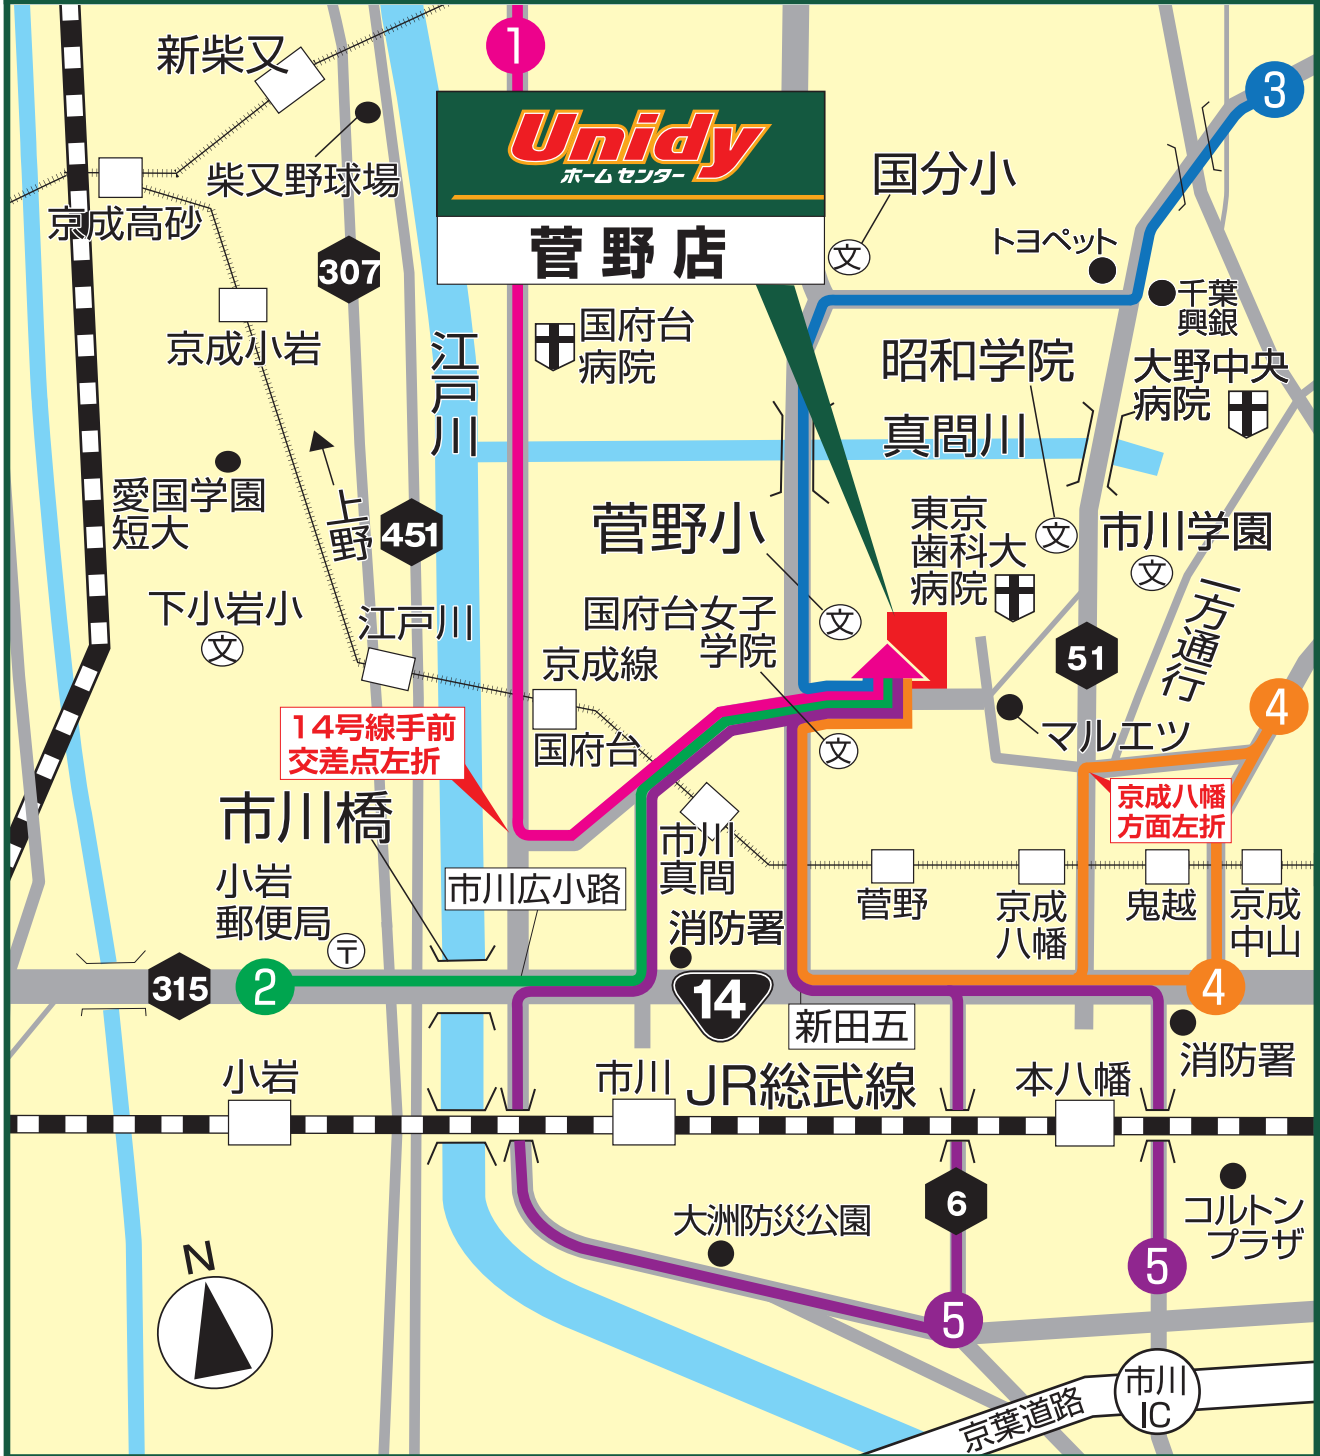 1
新柴又
3
Unidy
ホームセンター
柴又野球場
国分小
京成高砂
菅野店
文
トヨペット
307
千葉
興銀
京成小岩
国府台
病院
江戸川
昭和学院
大野中央
病院
真間川
愛国学園
短大
上野
451
菅野小
東京
歯科大
病院
文
市川学園
文
一方通行
下小岩小
文
江戸川
国府台女子
学院
文
京成線
51
14号線手前
交差点左折
国府台
文
マルエツ
4
市川橋
京成八幡
方面左折
市川
真間
小岩
郵便局
〒
市川広小路
菅野
京成
八幡
鬼越
京成
中山
消防署
315
2
14
4
新田五
消防署
小岩
市川
JR総武線
本八幡
6
大洲防災公園
コルトン
プラザ
N
5
5
市川
IC
京葉道路